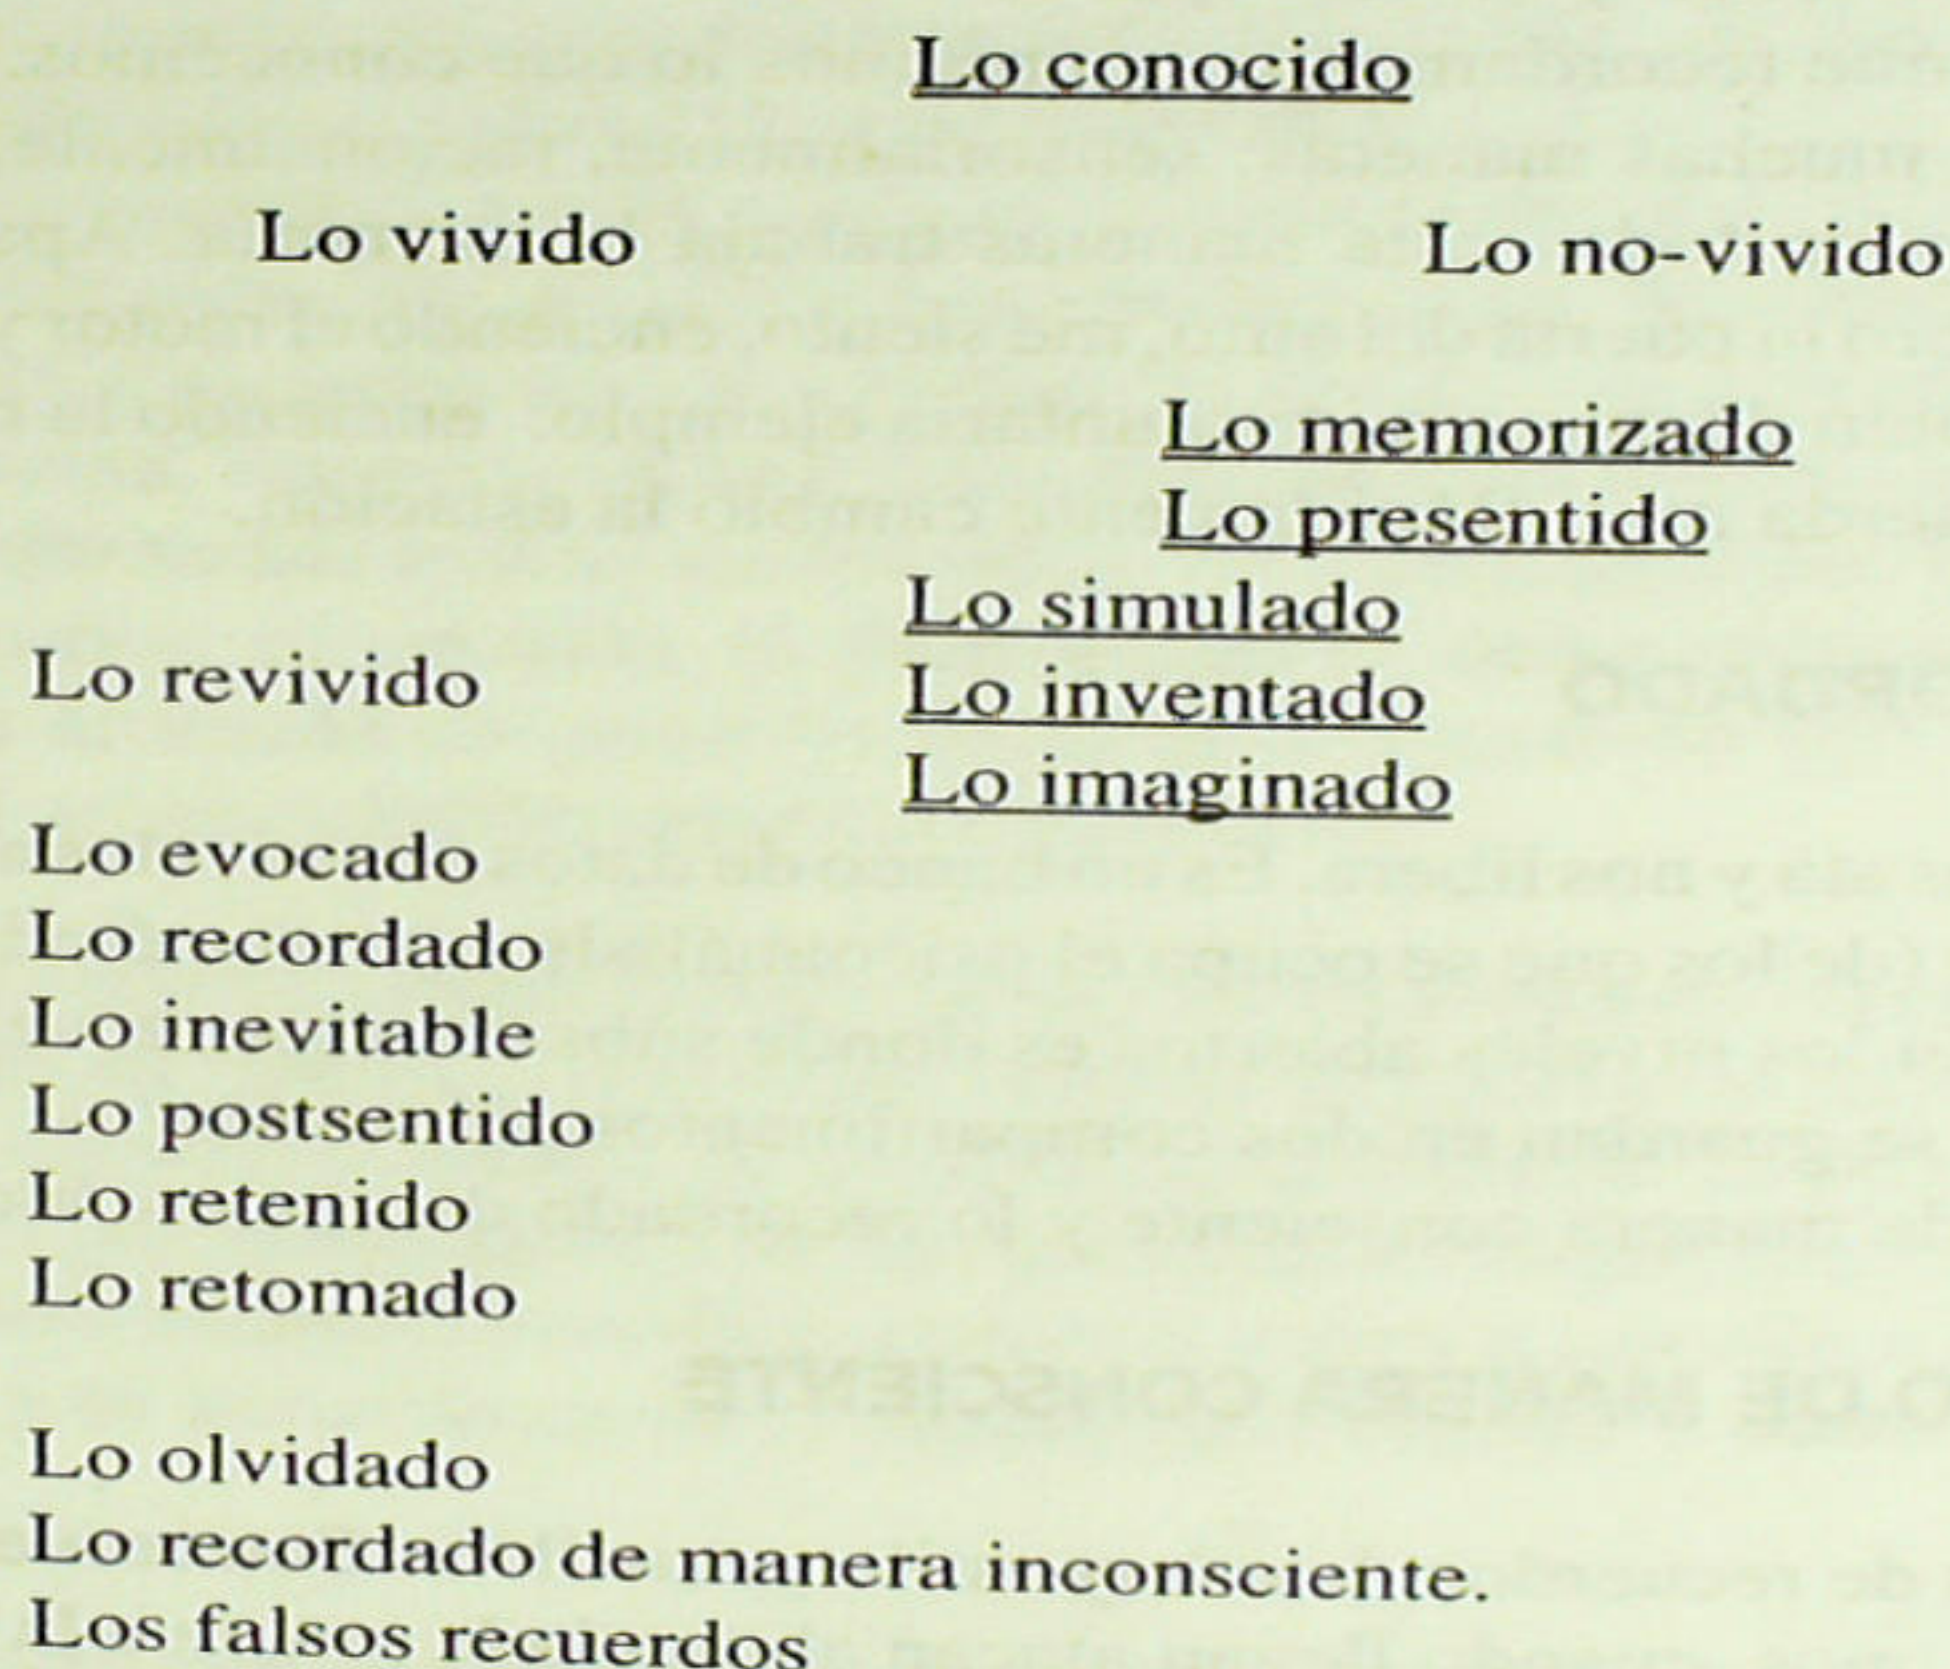 Lo conocido
Lo vivido Lo no-vivido
Lo memorizado
Lo presentido
Lo simulado
Lo revivido Lo inventado
Lo imaginado
Lo evocado
Lo recordado
Lo inevitable
Lo postsentido
Lo retenido
Lo retomado
Lo olvidado
Lo recordado de manera inconsciente.
Los falsos recuerdos